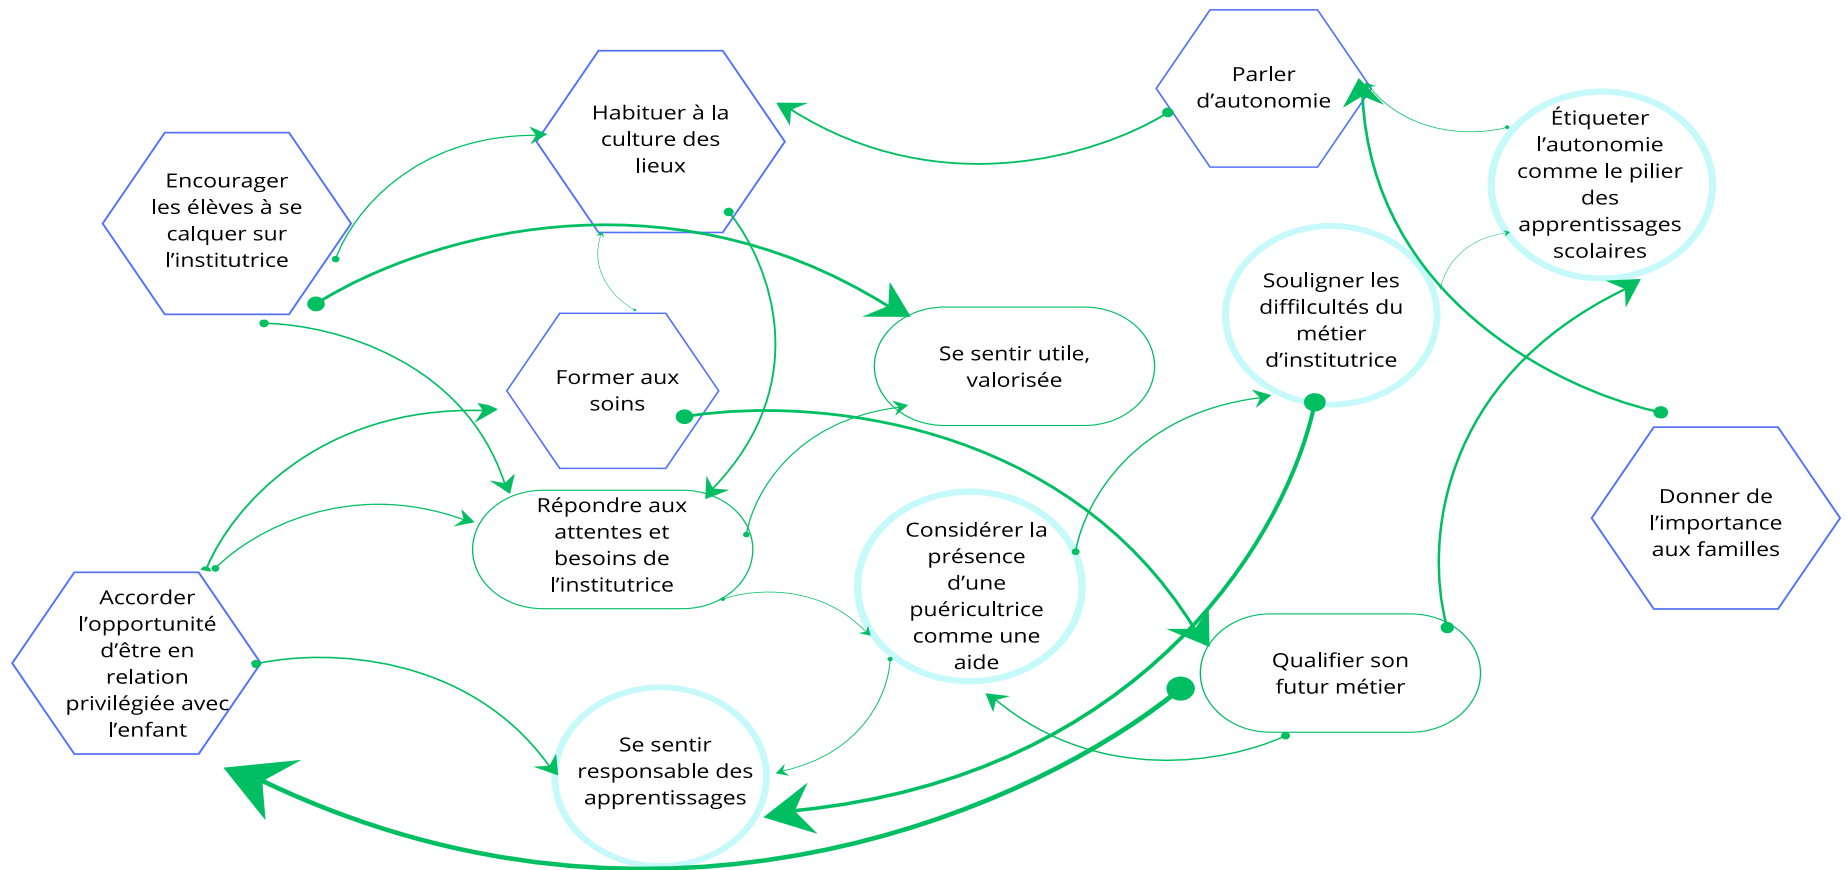 Parler
d’autonomie
Habituer à la
culture des
lieux
Étiqueter
l’autonomie
comme le pilier
des
apprentissages
scolaires
Encourager
les élèves à se
calquer sur
l’institutrice
Souligner les
diffilcultés du
métier
d’institutrice
Se sentir utile,
valorisée
Former aux
soins
Répondre aux
attentes et
besoins de
l’institutrice
Considérer la
présence
d’une
puéricultrice
comme une
aide
Donner de
l’importance
aux familles
Accorder
l’opportunité
d’être en
relation
privilégiée avec
l’enfant
Qualifier son
futur métier
Se sentir
responsable des
apprentissages